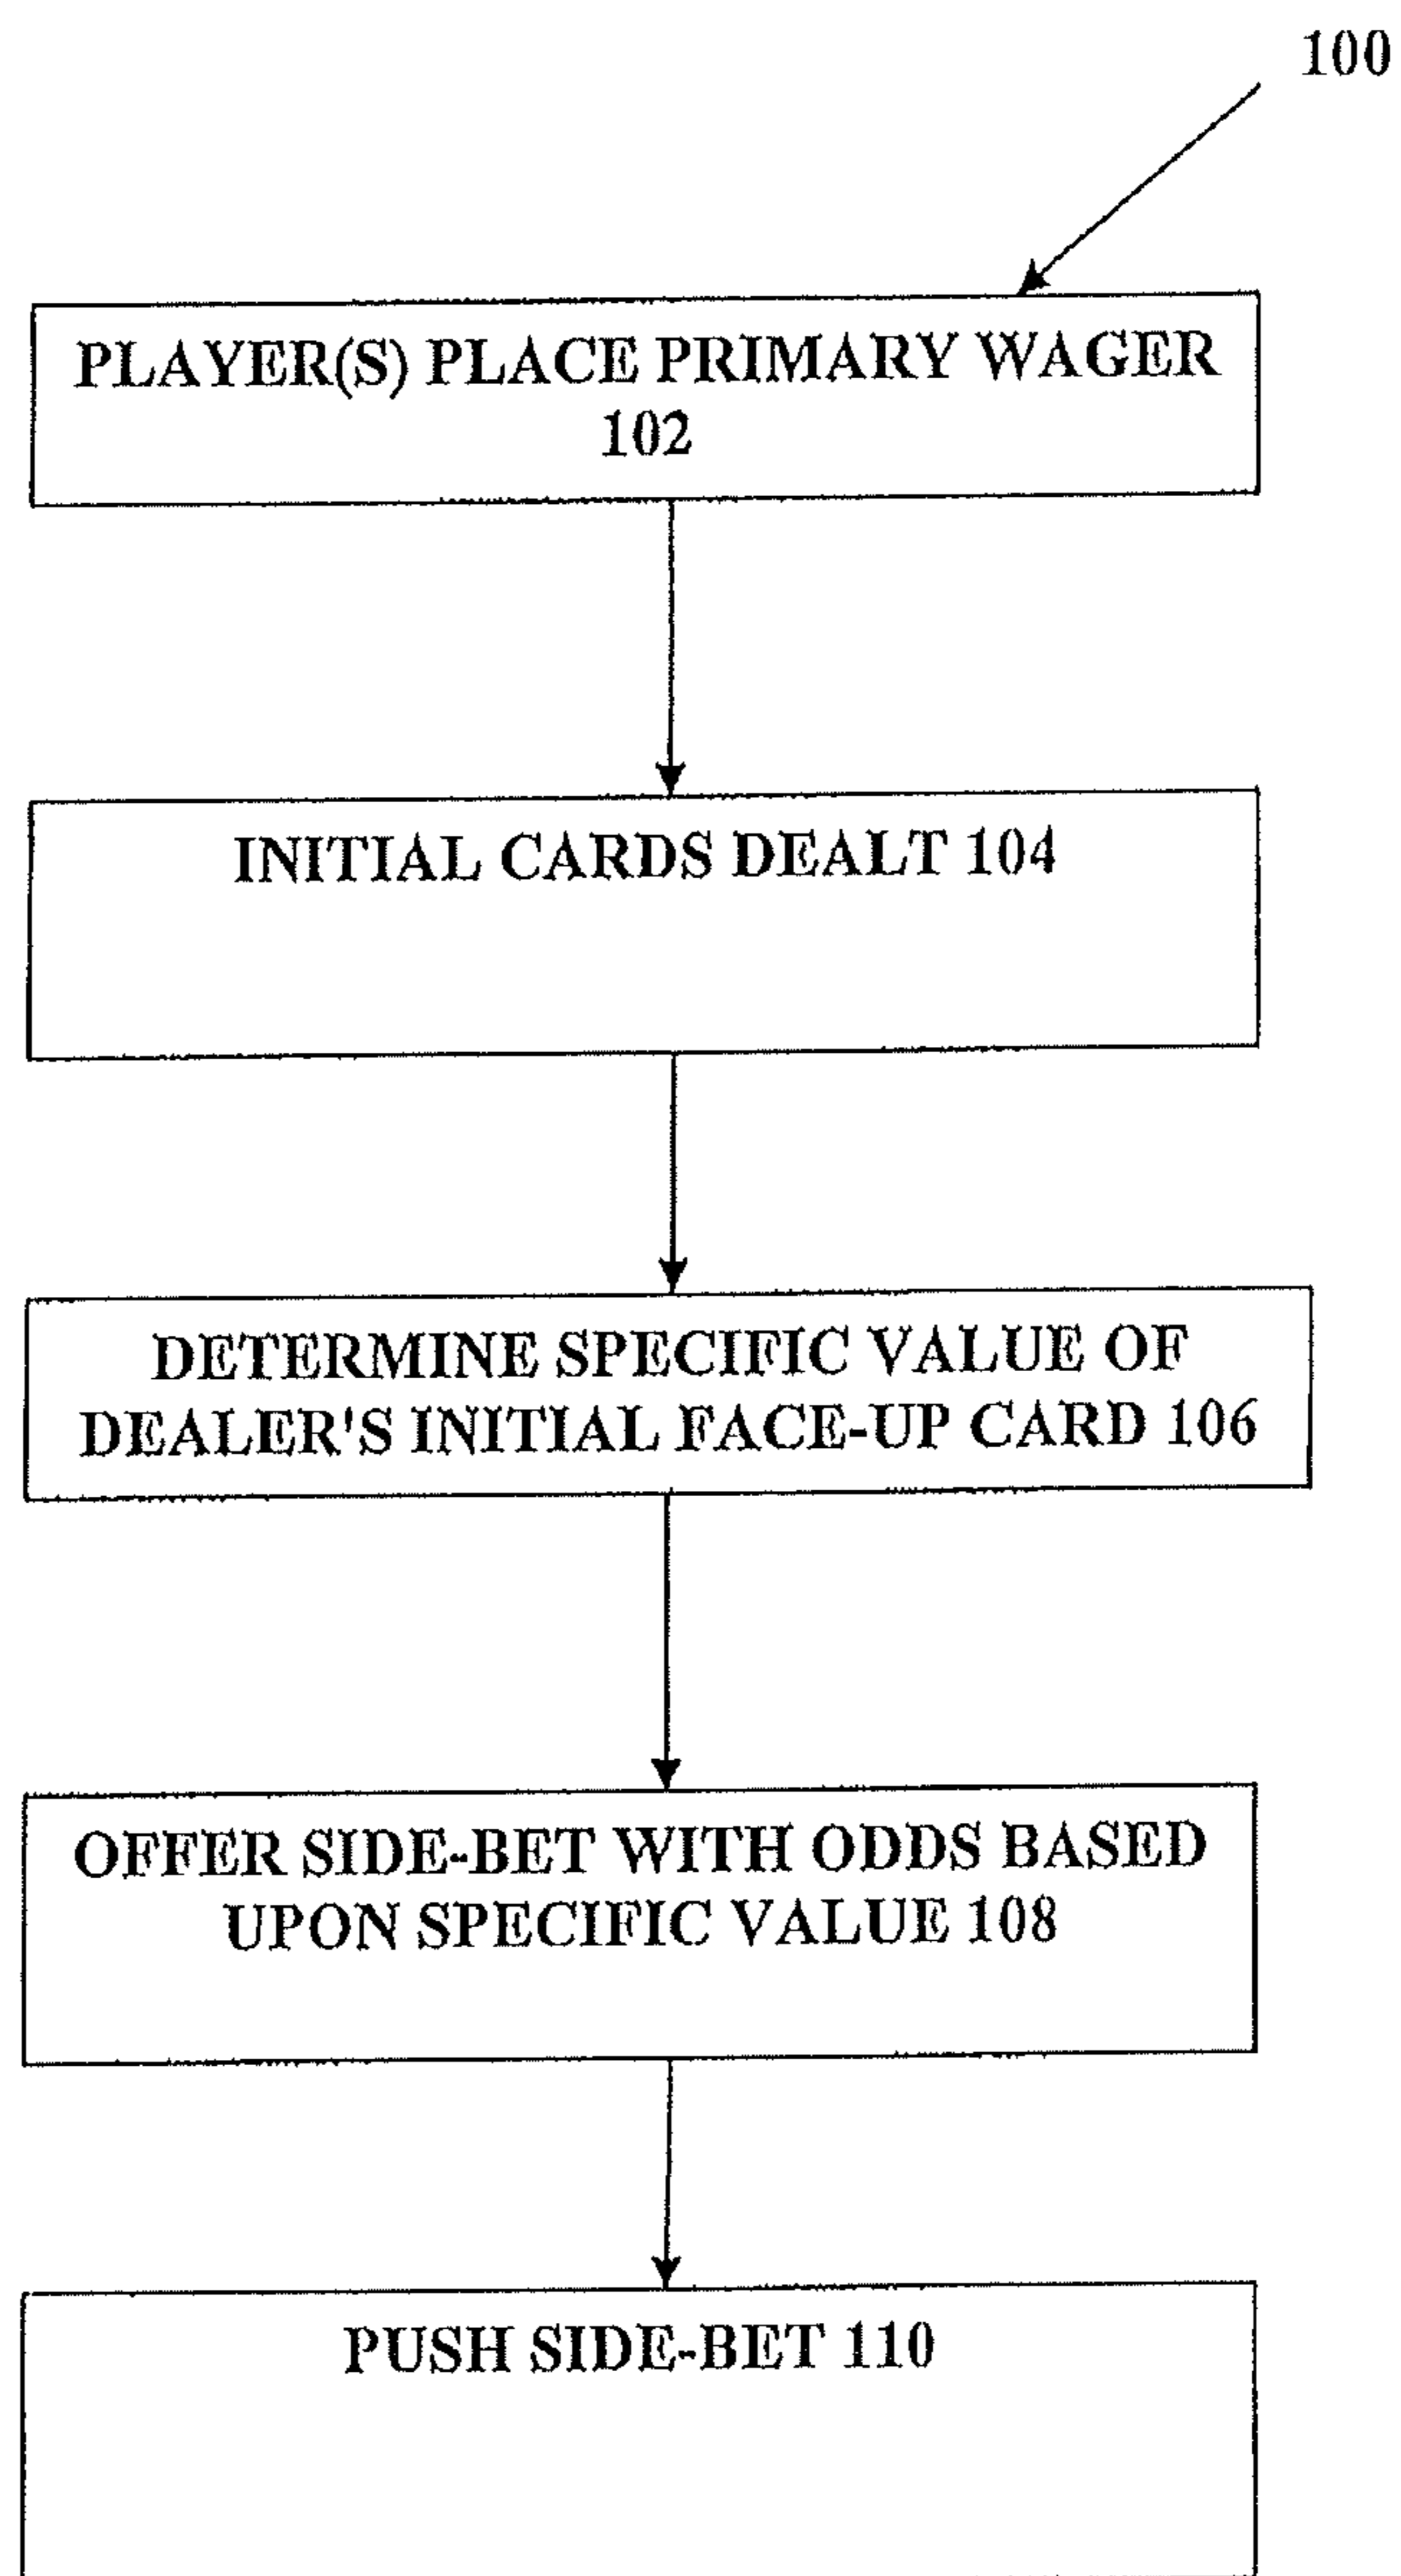 100
PLAYER(S) PLACE PRIMARY WAGER
102
INITIAL CARDS DEALT 104
DETERMINE SPECIFIC VALUE OF
DEALER'S INITIAL FACE-UP CARD 106
OFFER SIDE-BET WITH ODDS BASED
UPON SPECIFIC VALUE 108
PUSH SIDE-BET 110